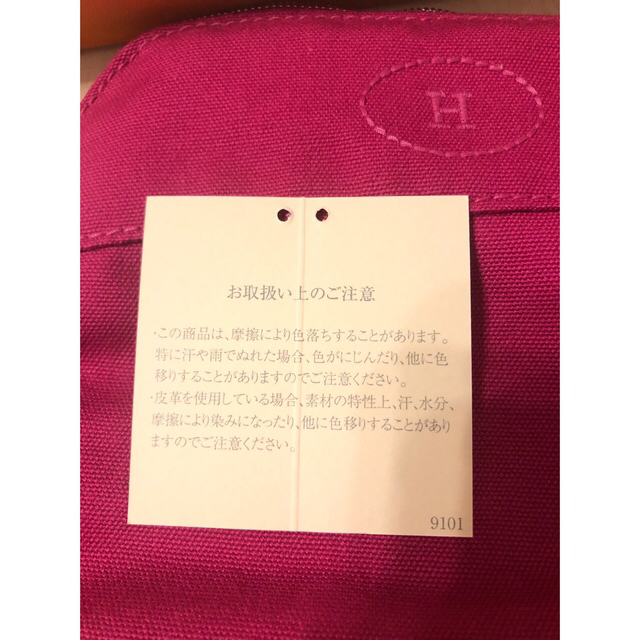 H
お取扱い上のご注意
・この商品は、摩擦により色落ちすることがあります。
特に汗や雨でぬれた場合、色がにじんだり、他に色
移りすることがありますのでご注意ください。
・皮革を使用している場合、素材の特性上、汗、水分、
摩擦により染みになったり、他に色移りすることがあり
ますのでご注意ください。
9101